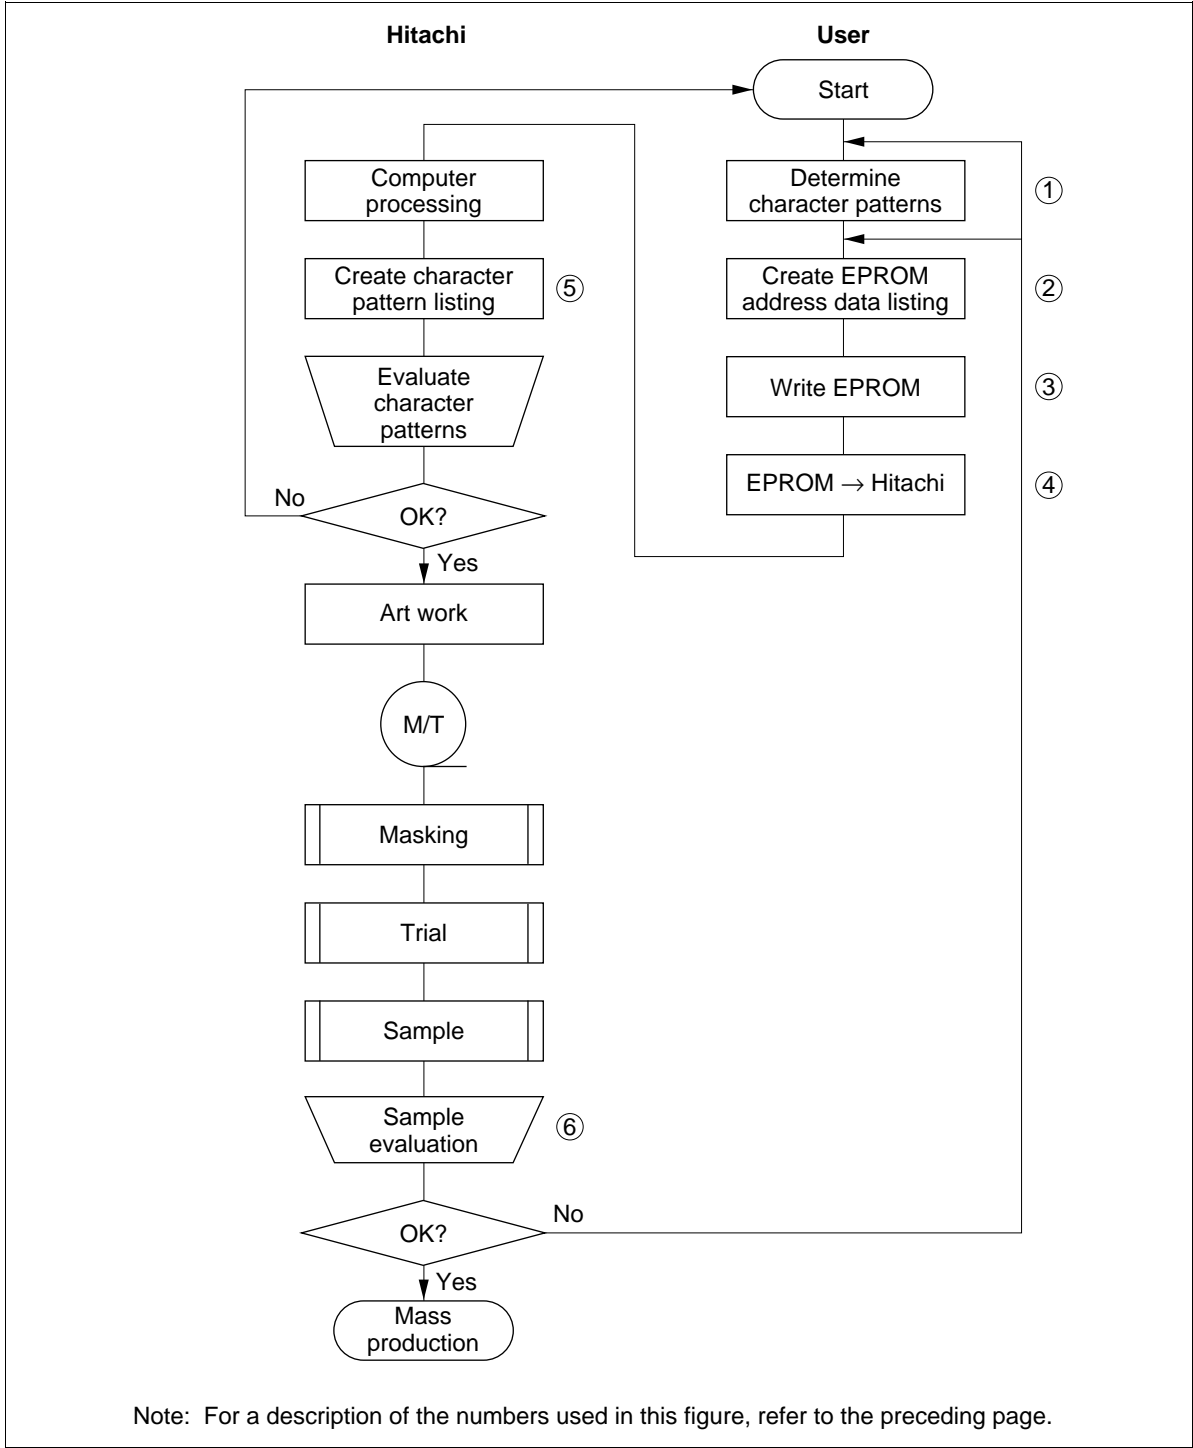 Hitachi
User
Start
Computer
processing
Determine
character patterns
①
Create character
pattern listing
⑤
Create EPROM
address data listing
②
Evaluate
character
patterns
Write EPROM
③
EPROM → Hitachi
④
No
OK?
Yes
Art work
M/T
Masking
Trial
Sample
Sample
evaluation
⑥
OK?
No
Yes
Mass
production
Note: For a description of the numbers used in this figure, refer to the preceding page.